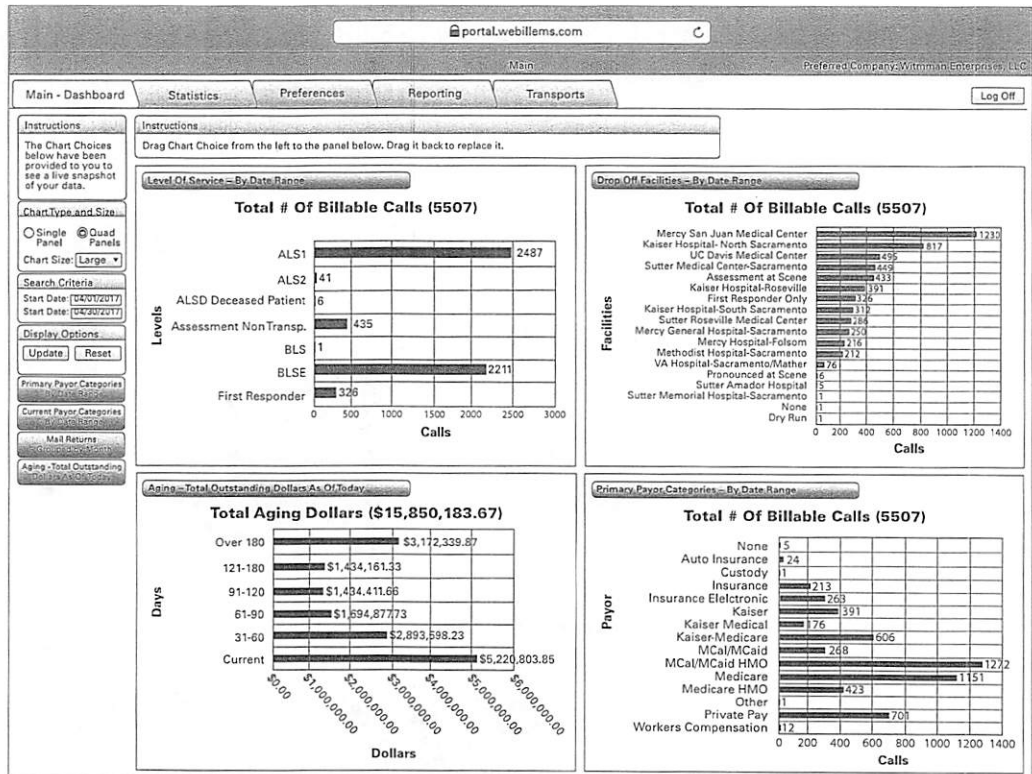 portal.webillems.com
Main
Preferred Company: Witmman Enterprises, LLC
Main - Dashboard
Statistics
Preferences
Reporting
Transports
Log Off
Instructions
The Chart Choices
below have been
provided to you to
see a live snapshot
of your data.
Chart Type and Size
Single Panel
Quad Panels
Chart Size: Large
Search Criteria
Start Date: 04/01/2017
Start Date: 04/30/2017
Display Options
Update
Reset
Primary Payor Categories
By Date Range
Current Payor Categories
By Date Range
Mail Returns
Grouped by Month
Aging - Total Outstanding
Dollars As Of Today
Instructions
Drag Chart Choice from the left to the panel below. Drag it back to replace it.
Level Of Service – By Date Range
Total # Of Billable Calls (5507)
Levels
ALS1 2487
ALS2 41
ALSD Deceased Patient 6
Assessment Non Transp. 435
BLS 1
BLSE 2211
First Responder 326
0 500 1000 1500 2000 2500 3000
Calls
Drop Off Facilities – By Date Range
Total # Of Billable Calls (5507)
Facilities
Mercy San Juan Medical Center 1230
Kaiser Hospital- North Sacramento 817
UC Davis Medical Center 495
Sutter Medical Center-Sacramento 449
Assessment at Scene 433
Kaiser Hospital-Roseville 391
First Responder Only 326
Kaiser Hospital-South Sacramento 312
Sutter Roseville Medical Center 286
Mercy General Hospital-Sacramento 250
Mercy Hospital-Folsom 216
Methodist Hospital-Sacramento 212
VA Hospital-Sacramento/Mather 76
Pronounced at Scene 6
Sutter Amador Hospital 5
Sutter Memorial Hospital-Sacramento 1
None 1
Dry Run 1
0 200 400 600 800 1000 1200 1400
Calls
Aging – Total Outstanding Dollars As Of Today
Total Aging Dollars ($15,850,183.67)
Days
Over 180 $3,172,339.87
121-180 $1,434,161.33
91-120 $1,434.411.66
61-90 $1,694,877.73
31-60 $2,893,598.23
Current $5,220,803.85
$0.00 $1,000,000.00 $2,000,000.00 $3,000,000.00 $4,000,000.00 $5,000,000.00 $6,000,000.00
Dollars
Primary Payor Categories – By Date Range
Total # Of Billable Calls (5507)
Payor
None 5
Auto Insurance 24
Custody 1
Insurance 213
Insurance Elelctronic 263
Kaiser 391
Kaiser Medical 176
Kaiser-Medicare 606
MCal/MCaid 268
MCal/MCaid HMO 1272
Medicare 1151
Medicare HMO 423
Other 1
Private Pay 701
Workers Compensation 12
0 200 400 600 800 1000 1200 1400
Calls